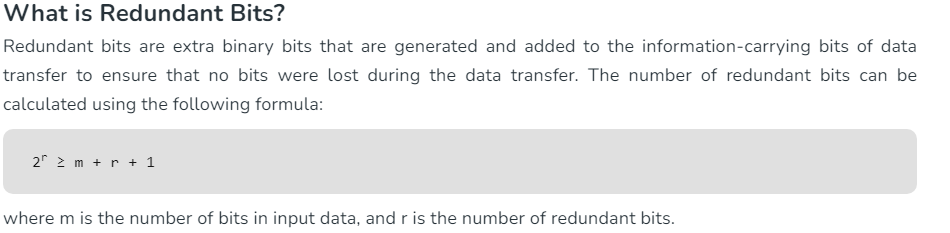 What is Redundant Bits?
Redundant bits are extra binary bits that are generated and added to the information-carrying bits of data
transfer to ensure that no bits were lost during the data transfer. The number of redundant bits can be
calculated using the following formula:
2ʳ ≥ m + r + 1
where m is the number of bits in input data, and r is the number of redundant bits.